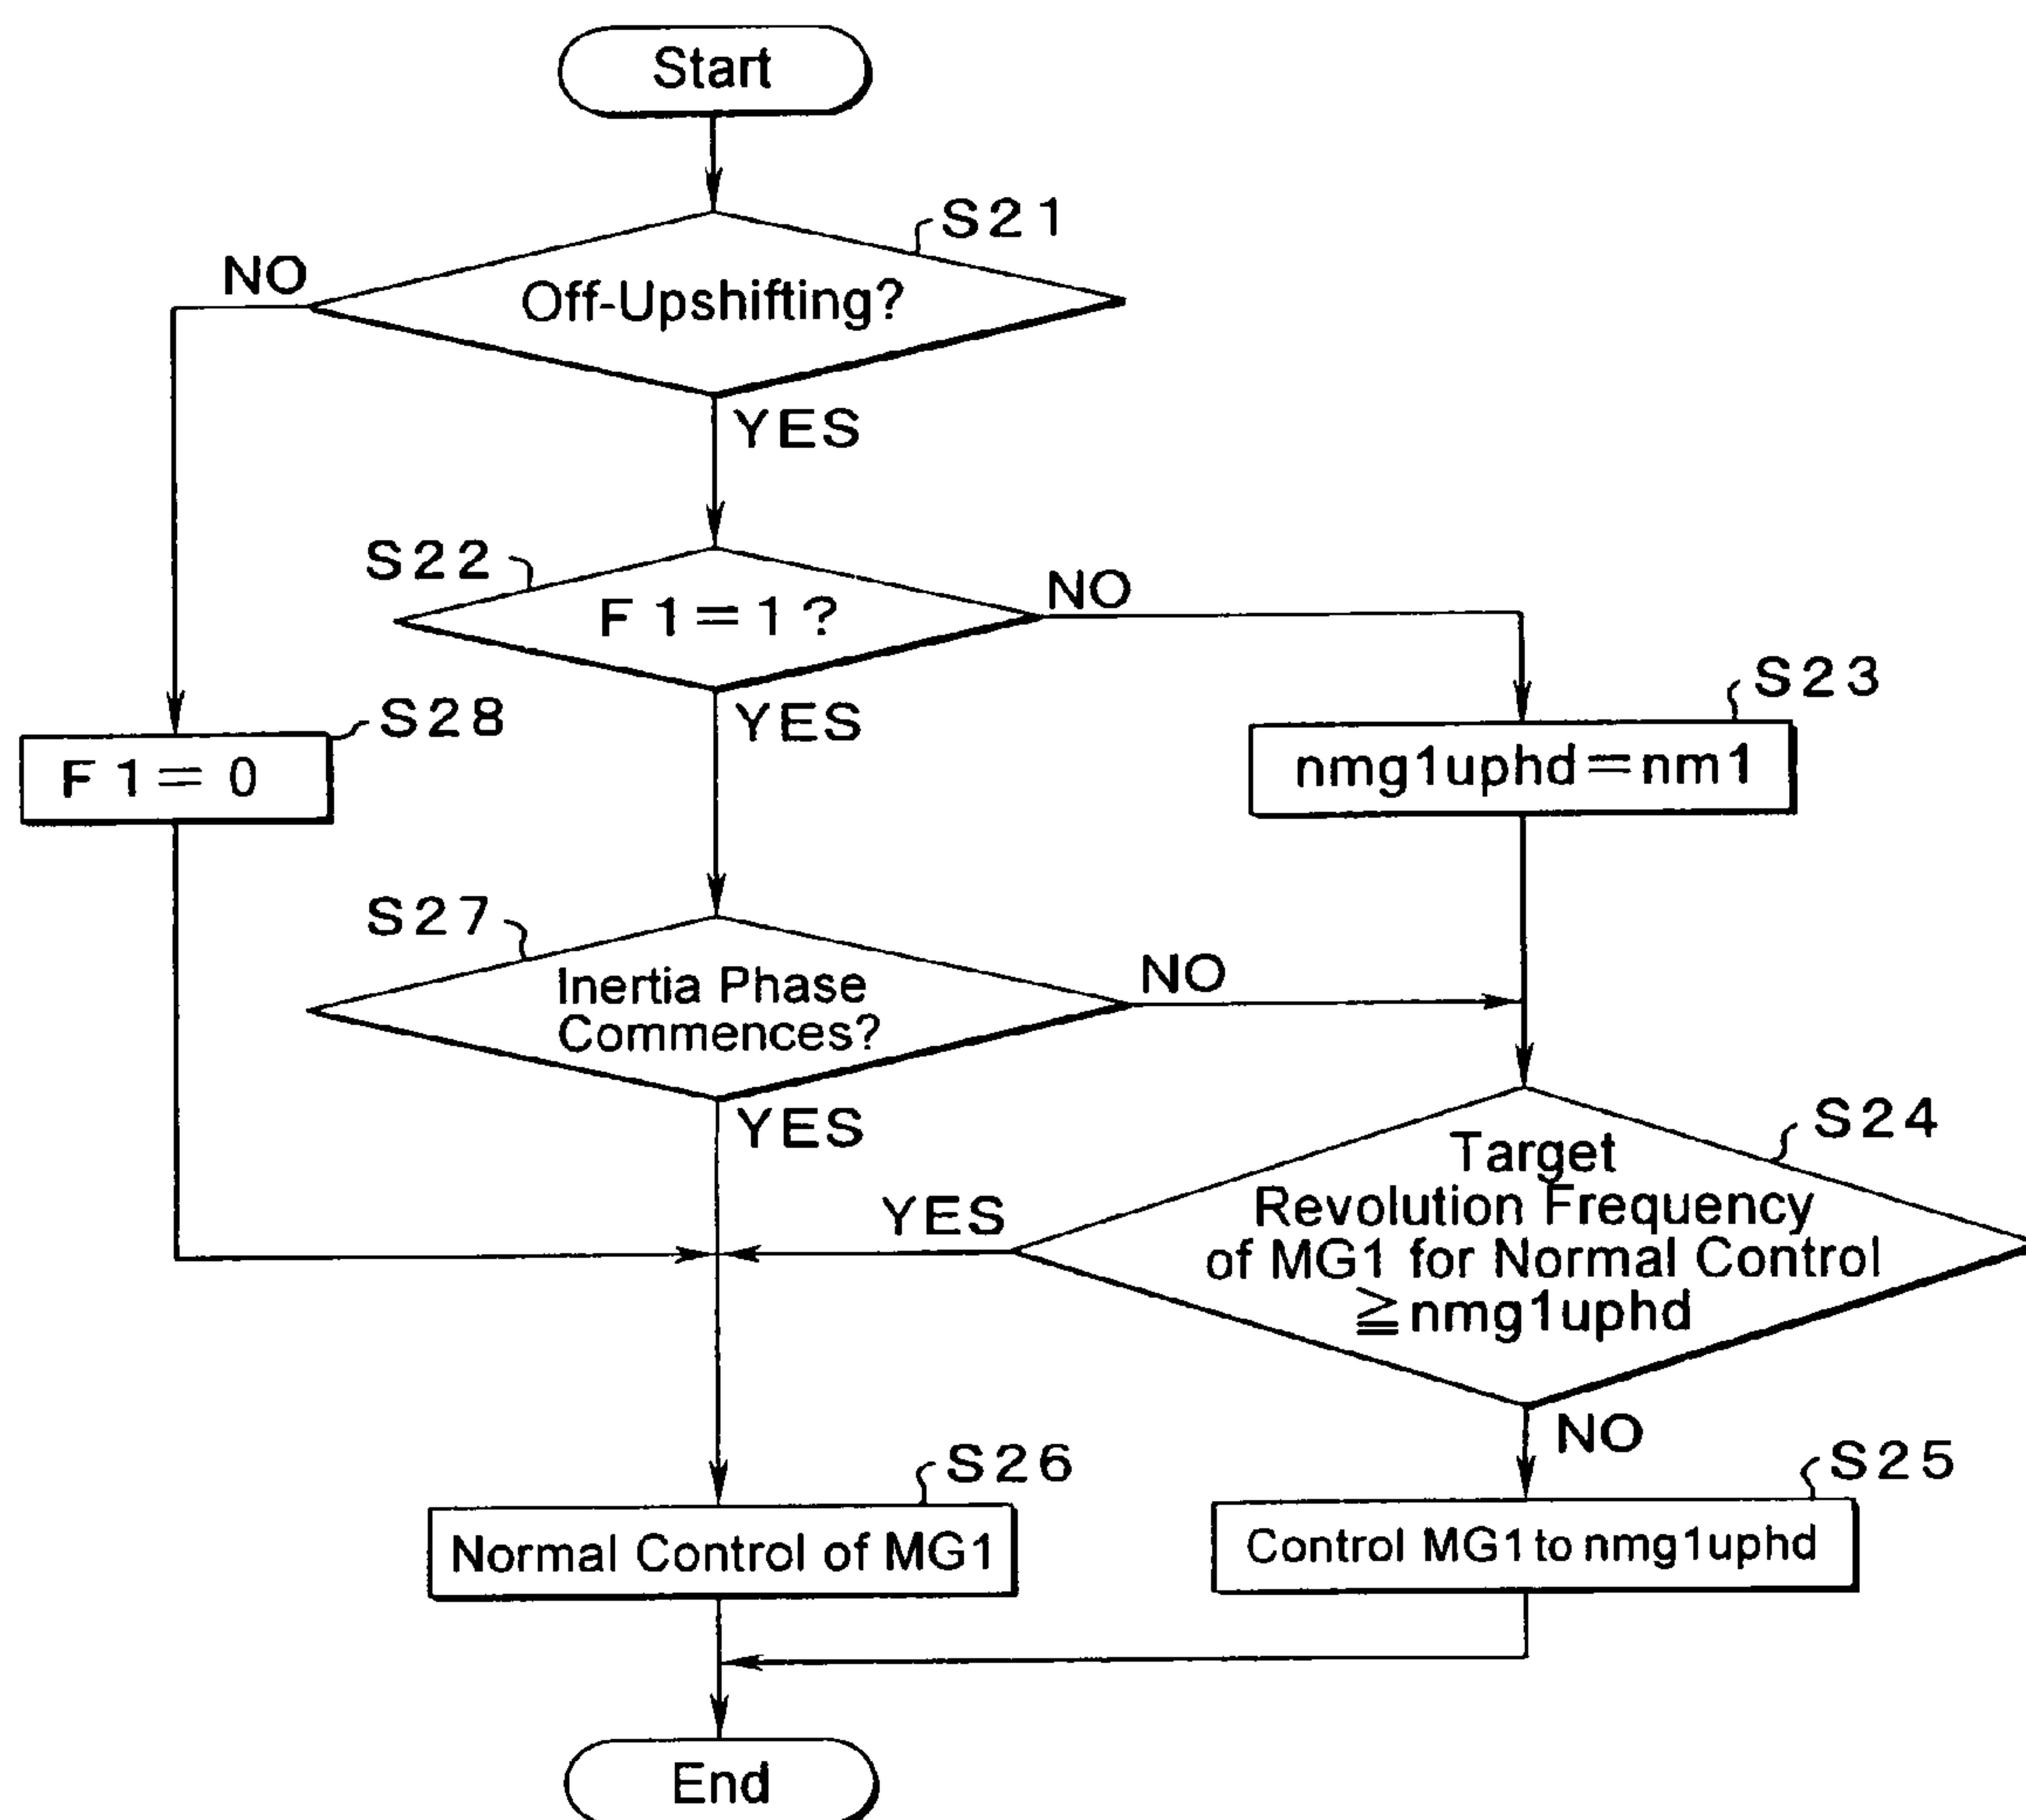 Start
S21
NO
Off-Upshifting?
YES
S22
F1=1?
NO
YES
S23
nmg1uphd=nm1
S28
F1=0
S27
Inertia Phase
Commences?
NO
YES
S24
Target
Revolution Frequency
of MG1 for Normal Control
≧nmg1uphd
YES
NO
S26
Normal Control of MG1
S25
Control MG1 to nmg1uphd
End